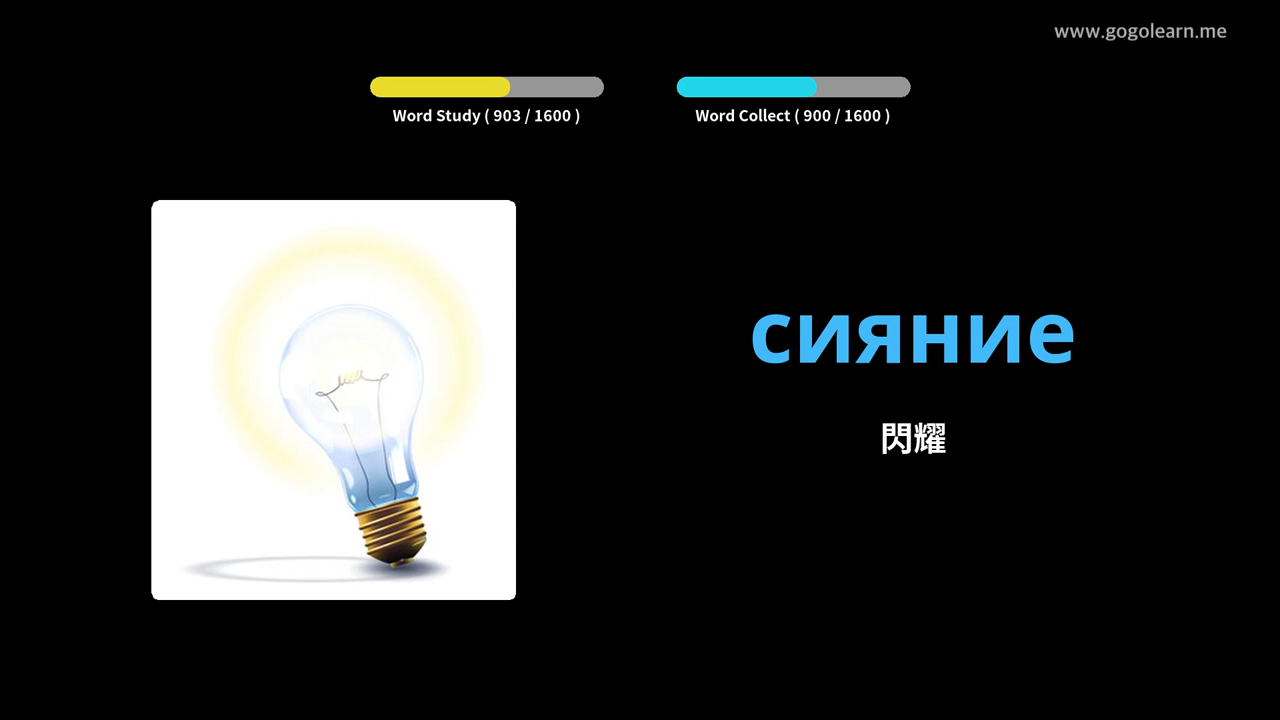 www.gogolearn.me
Word Study ( 903 / 1600 )
Word Collect ( 900 / 1600 )
сияние
閃耀